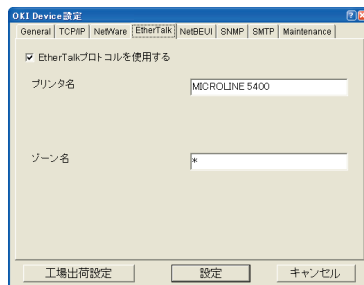 OKI Device設定
General TCP/IP NetWare EtherTalk NetBEUI SNMP SMTP Maintenance
EtherTalkプロトコルを使用する
プリンタ名 MICROLINE 5400
ゾーン名 *
工場出荷設定 設定 キャンセル